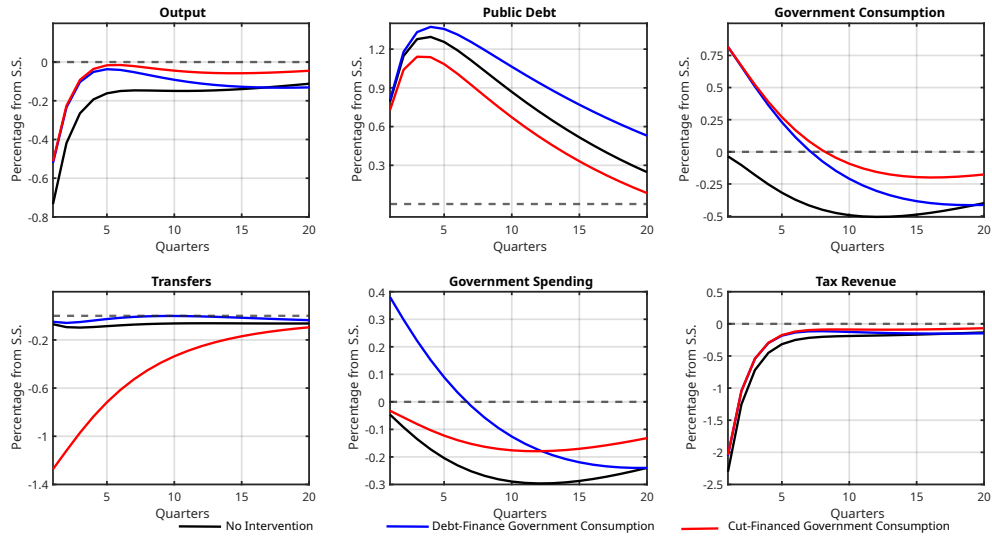 Output
Public Debt
Government Consumption
Percentage from S.S.
0
-0.2
-0.4
-0.6
-0.8
5
10
15
20
Quarters
Percentage from S.S.
1.2
0.9
0.6
0.3
5
10
15
20
Quarters
Percentage from S.S.
0.75
0
-0.25
-0.5
5
10
15
20
Quarters
Transfers
Government Spending
Tax Revenue
Percentage from S.S.
-0.2
-0.6
-1
-1.4
5
10
15
20
Quarters
Percentage from S.S.
0.4
0.3
0.2
0.1
0
-0.1
-0.2
-0.3
5
10
15
20
Quarters
Percentage from S.S.
0.5
0
-0.5
-1
-1.5
-2
-2.5
5
10
15
20
Quarters
No Intervention
Debt-Finance Government Consumption
Cut-Financed Government Consumption